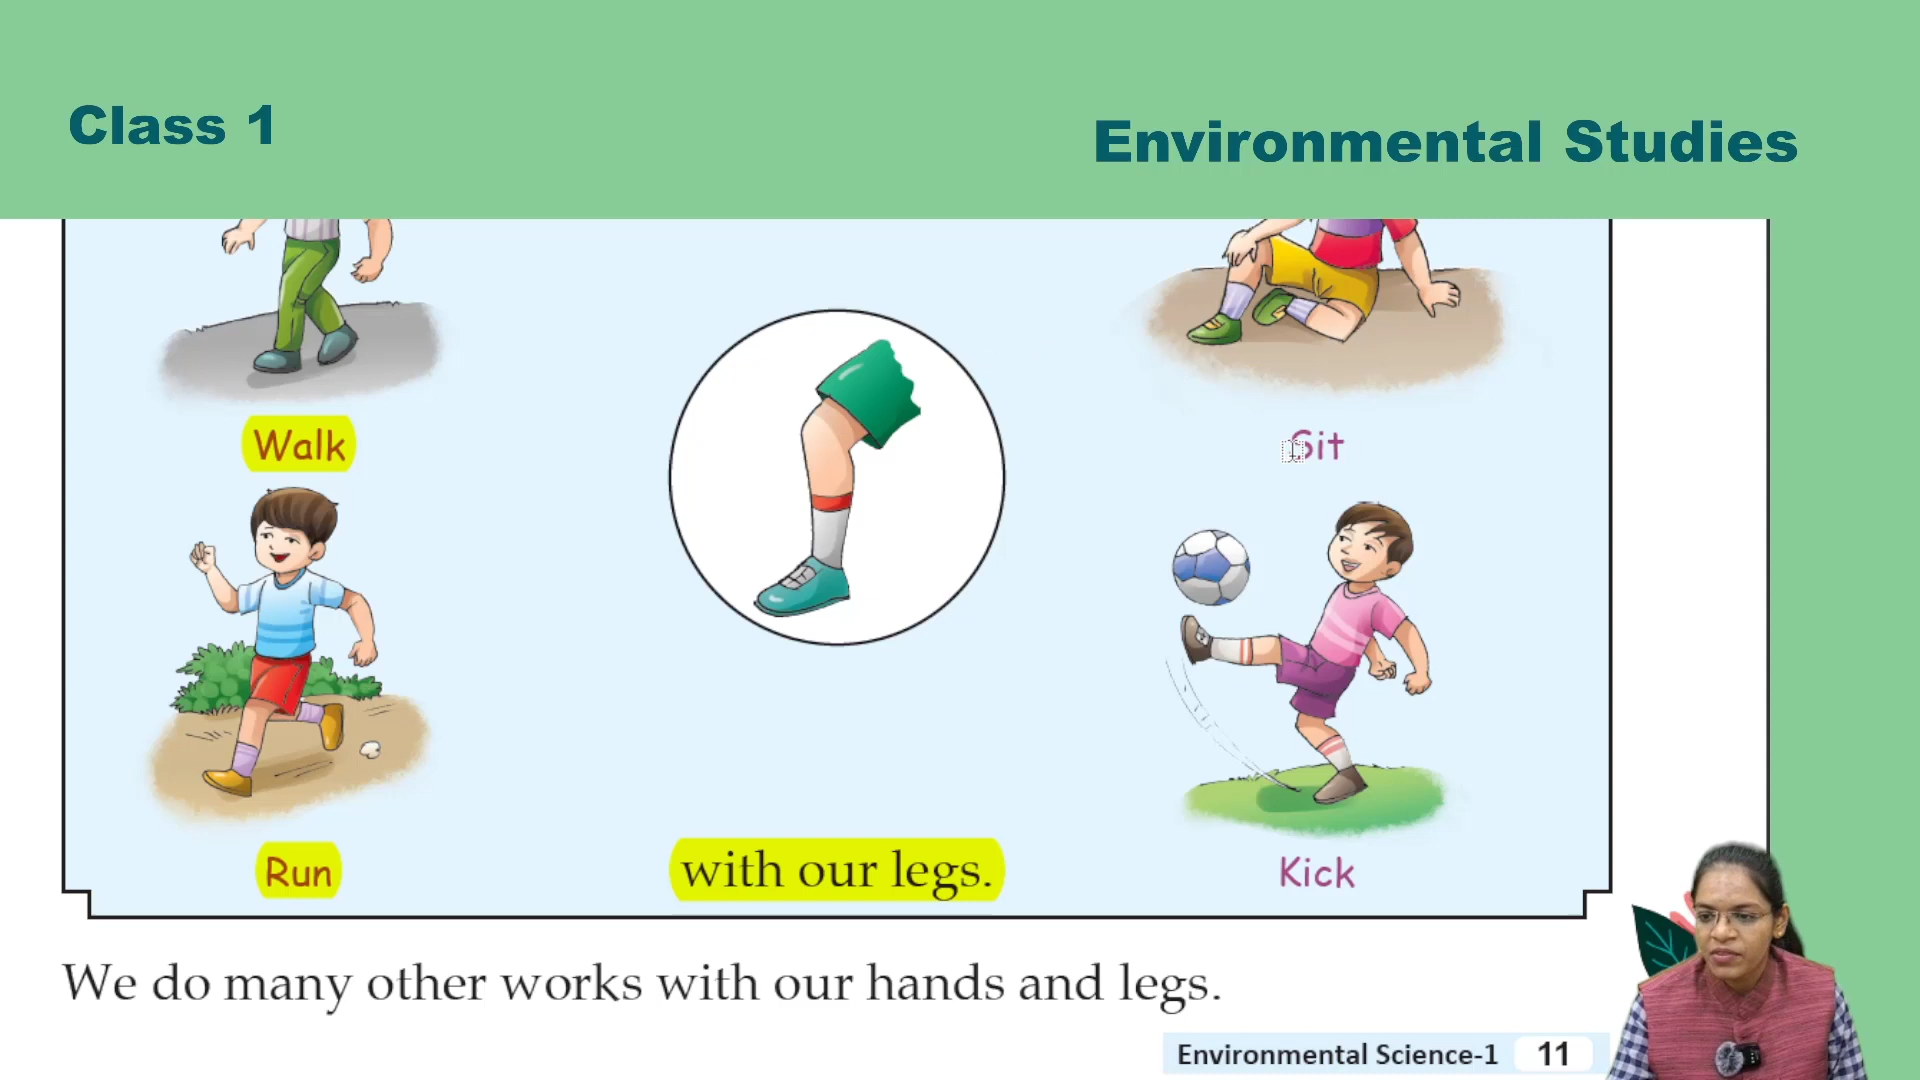 Class 1
Environmental Studies
Walk
Sit
Run
with our legs.
Kick
We do many other works with our hands and legs.
Environmental Science-1 11